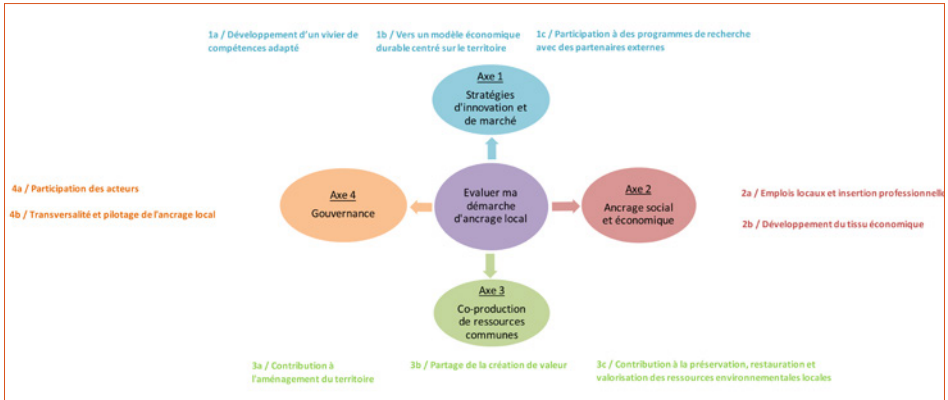 1a / Développement d'un vivier de
compétences adapté
1b / Vers un modèle économique
durable centré sur le territoire
1c / Participation à des programmes de recherche
avec des partenaires externes
Axe 1
Stratégies
d'innovation et
de marché
4a / Participation des acteurs
4b / Transversalité et pilotage de l'ancrage local
Axe 4
Gouvernance
Evaluer ma
démarche
d'ancrage local
Axe 2
Ancrage social
et économique
2a / Emplois locaux et insertion professionnelle
2b / Développement du tissu économique
Axe 3
Co-production
de ressources
communes
3a / Contribution à
l'aménagement du territoire
3b / Partage de la création de valeur
3c / Contribution à la préservation, restauration et
valorisation des ressources environnementales locales